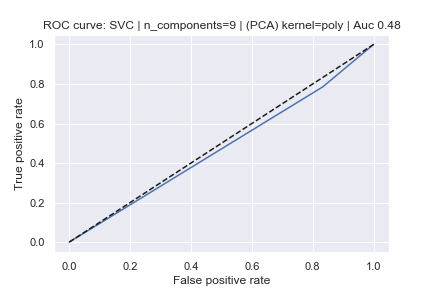 ROC curve: SVC | n_components=9 | (PCA) kernel=poly | Auc 0.48
1.0
0.8
0.6
0.4
0.2
0.0
True positive rate
0.0 0.2 0.4 0.6 0.8 1.0
False positive rate